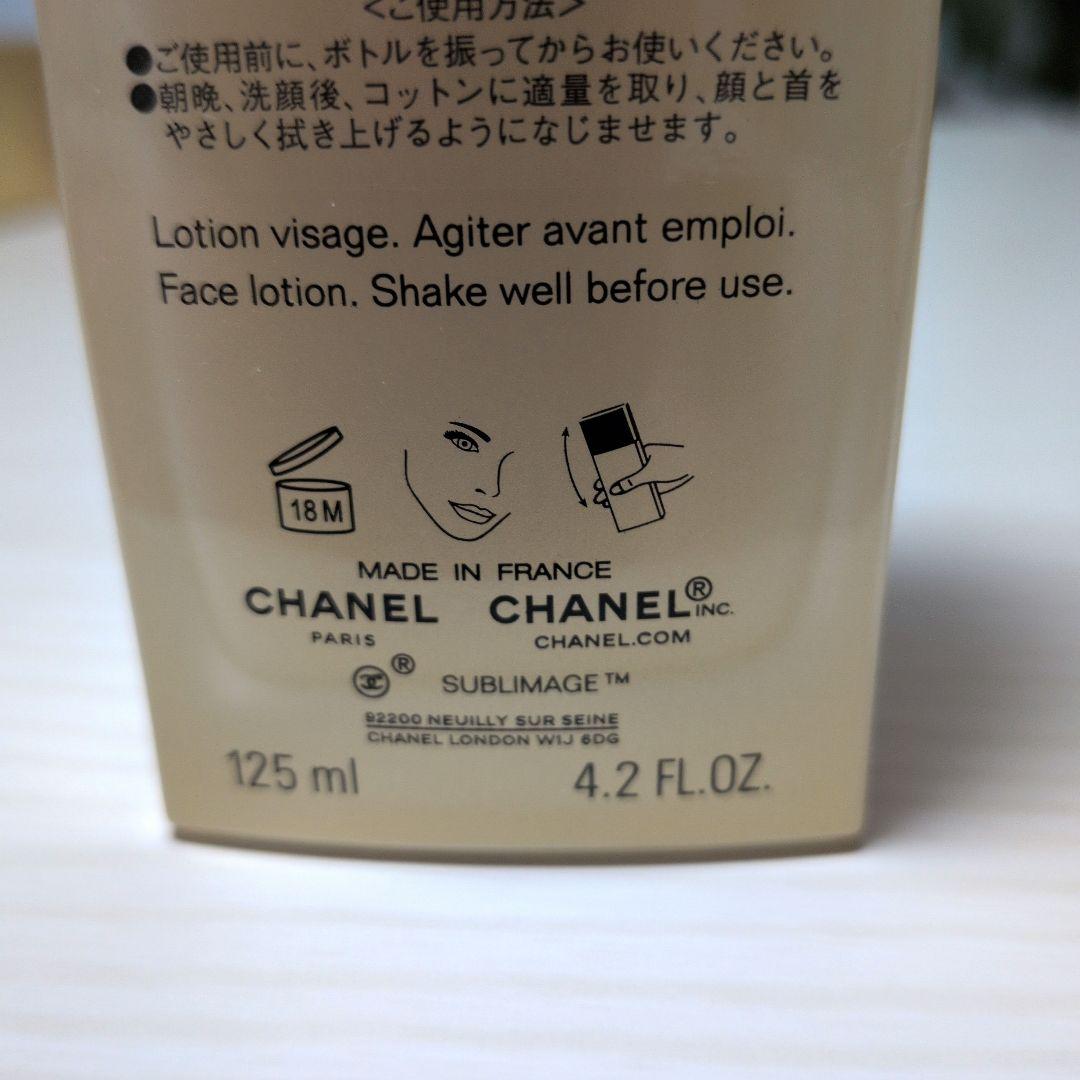 <ご使用方法>
●ご使用前に、ボトルを振ってからお使いください。
●朝晩、洗顔後、コットンに適量を取り、顔と首を
やさしく拭き上げるようになじませます。
Lotion visage. Agiter avant emploi.
Face lotion. Shake well before use.
18 M
MADE IN FRANCE
CHANEL CHANEL® INC.
PARIS CHANEL.COM
® SUBLIMAGE™
92200 NEUILLY SUR SEINE
CHANEL LONDON W1J 6DG
125 ml 4.2 FL.OZ.